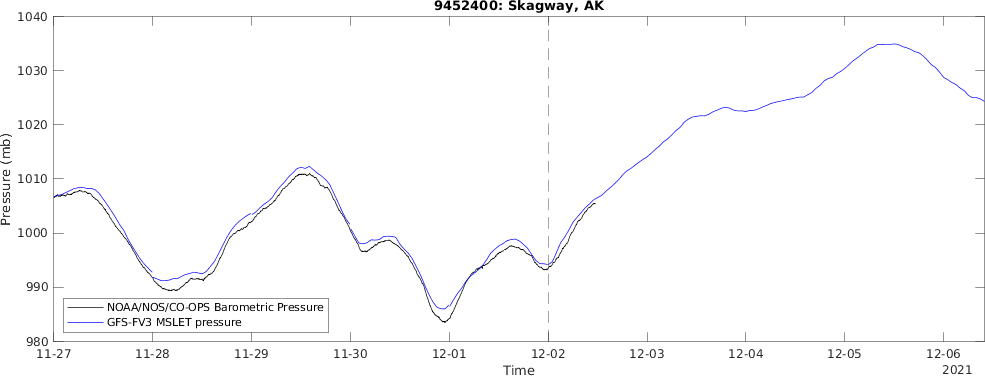 9452400: Skagway, AK
Pressure (mb)
1040
1030
1020
1010
1000
990
980
NOAA/NOS/CO-OPS Barometric Pressure
GFS-FV3 MSLET pressure
11-27 11-28 11-29 11-30 12-01 12-02 12-03 12-04 12-05 12-06
Time
2021